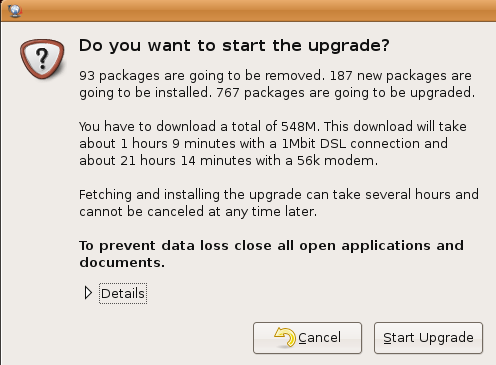 Do you want to start the upgrade?
93 packages are going to be removed. 187 new packages are
going to be installed. 767 packages are going to be upgraded.
You have to download a total of 548M. This download will take
about 1 hours 9 minutes with a 1Mbit DSL connection and
about 21 hours 14 minutes with a 56k modem.
Fetching and installing the upgrade can take several hours and
cannot be canceled at any time later.
To prevent data loss close all open applications and
documents.
Details
Cancel
Start Upgrade